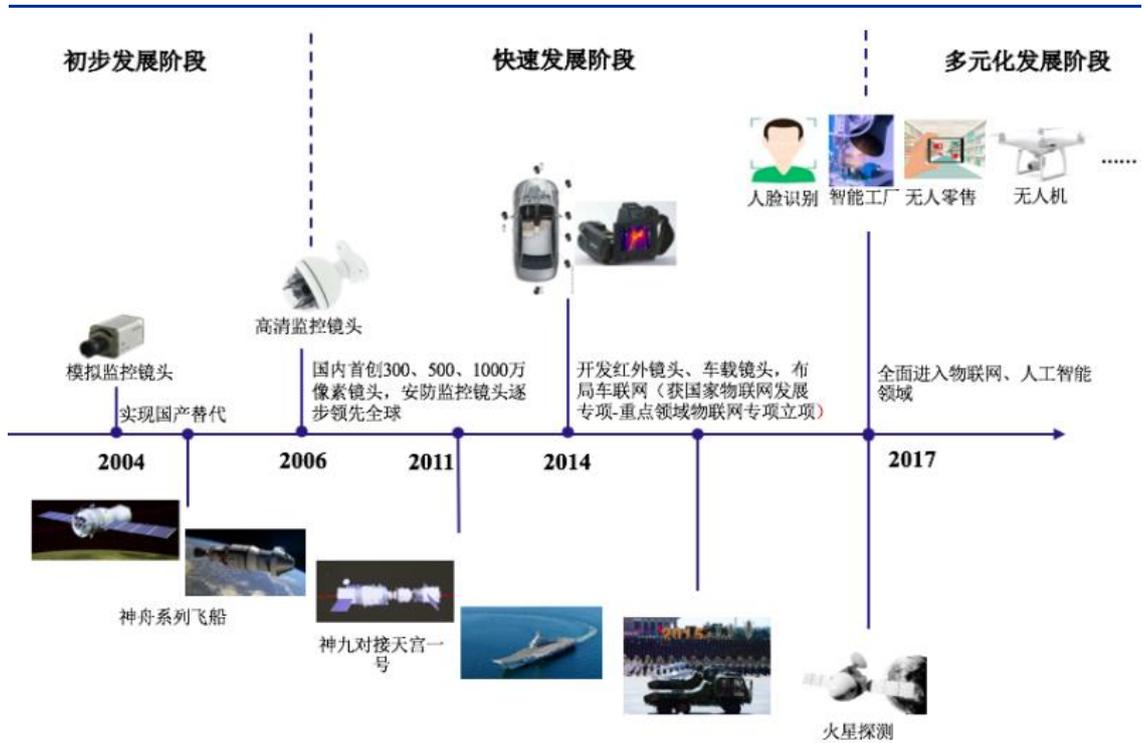 初步发展阶段
快速发展阶段
多元化发展阶段
人脸识别
智能工厂
无人零售
无人机
......
高清监控镜头
模拟监控镜头
实现国产替代
国内首创300、500、1000万
像素镜头，安防监控镜头逐
步领先全球
开发红外镜头、车载镜头，布
局车联网（获国家物联网发展
专项-重点领域物联网专项立项）
全面进入物联网、人工智能
领域
2004
2006
2011
2014
2017
神舟系列飞船
神九对接天宫一
号
2015
火星探测